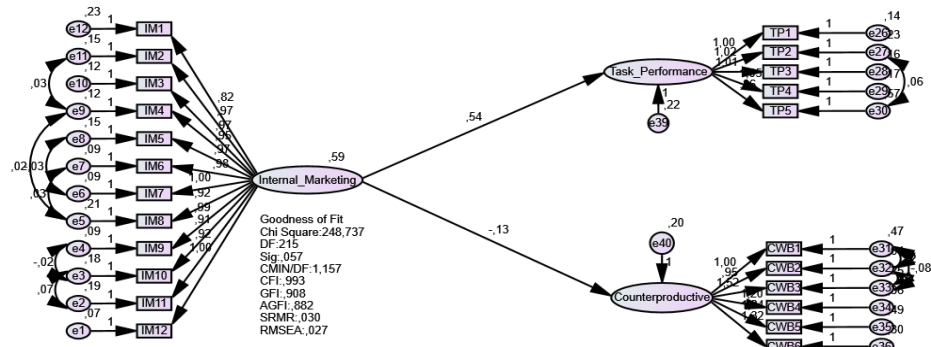 ,23
e12 1 IM1
,15
e11 1 IM2
,12
e10 1 IM3
,03
,12
e9 1 IM4
,15
e8 1 IM5
,09
e7 1 IM6
,09
e6 1 IM7
,03
,21
e5 1 IM8
,09
e4 1 IM9
-,02
,18
e3 1 IM10
,07
,19
e2 1 IM11
,07
e1 1 IM12
,82
,97
,97
,95
,97
,98
1,00
,92
,99
,91
,92
1,00
,59
Internal_Marketing
Goodness of Fit
Chi Square:248,737
DF:215
Sig:,057
CMIN/DF:1,157
CFI:,993
GFI:,908
AGFI:,882
SRMR:,030
RMSEA:,027
,54
-,13
Task_Performance
1
,22
e39
1,00
1,02
1,01
TP1 1 e26
,14
TP2 1 e27
TP3 1 e28
TP4 1 e29
TP5 1 e30
,06
,20
e40
1
Counterproductive
1,00
,95
1,52
CWB1 1 e31
,47
CWB2 1 e32
-,08
CWB3 1 e33
CWB4 1 e34
CWB5 1 e35
CWB6 1 e36